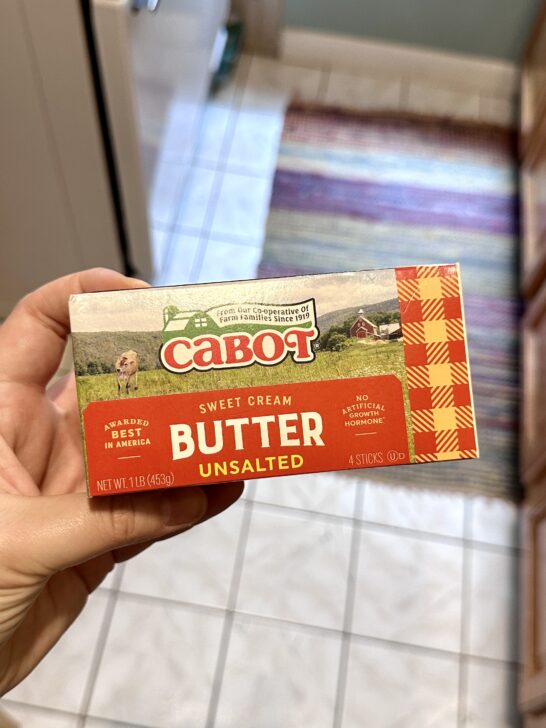 From Our Co-operative of
Farm Families Since 1919
CABOT®
SWEET CREAM
BUTTER
UNSALTED
AWARDED
BEST
IN AMERICA
NO
ARTIFICIAL
GROWTH
HORMONE*
NET WT. 1 LB (453g)
4 STICKS Ⓤ D